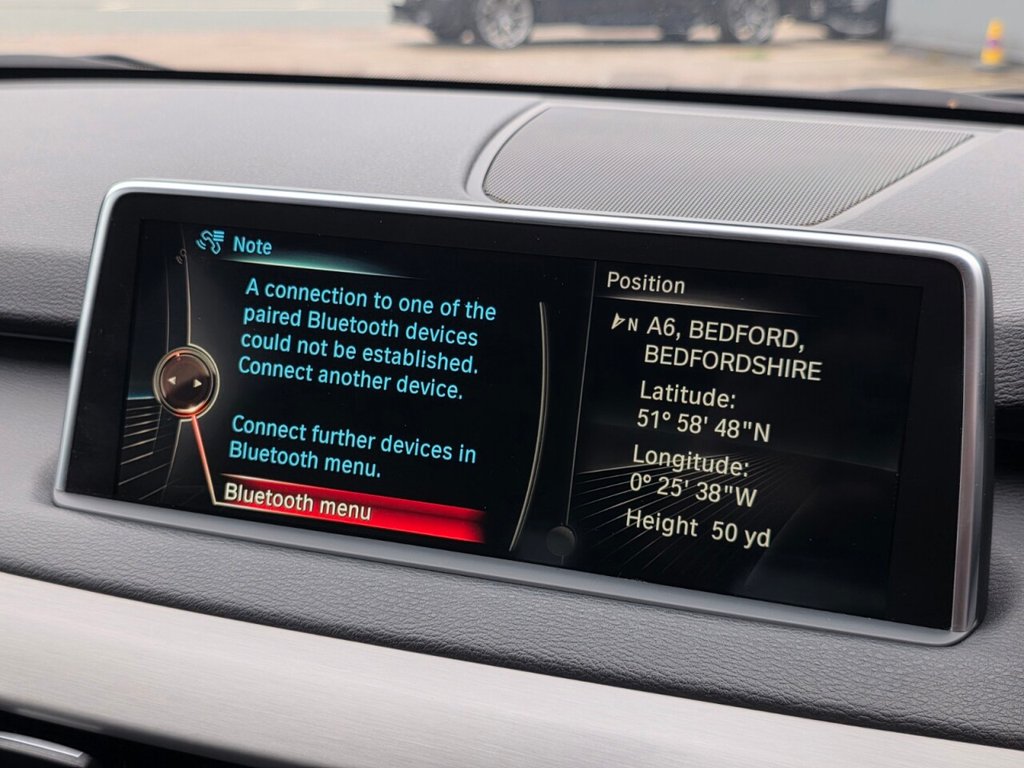 Note
A connection to one of the
paired Bluetooth devices
could not be established.
Connect another device.
Connect further devices in
Bluetooth menu.
Bluetooth menu
Position
N A6, BEDFORD,
BEDFORDSHIRE
Latitude:
51° 58' 48"N
Longitude:
0° 25' 38"W
Height 50 yd